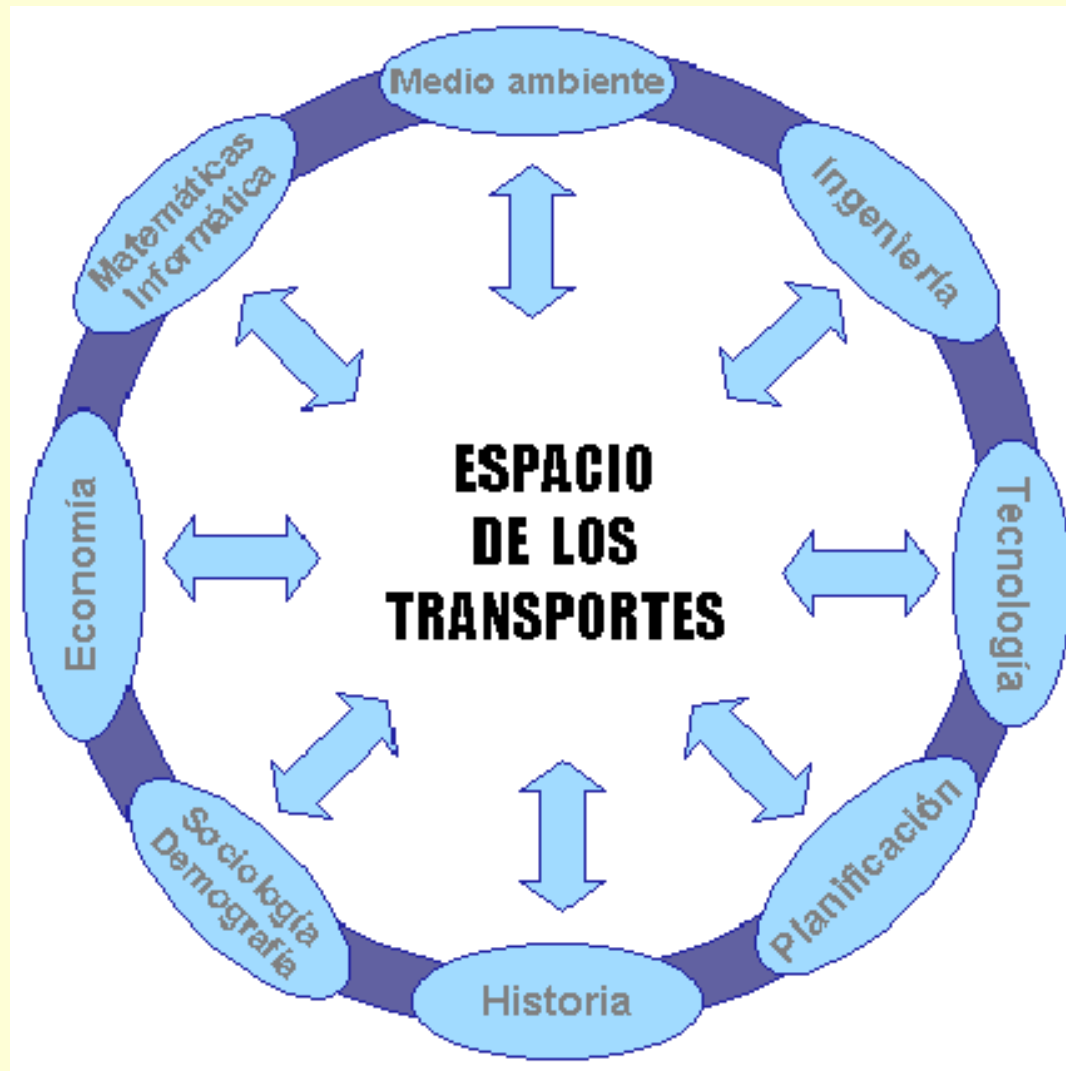 Medio ambiente
Ingeniería
Tecnología
Planificación
Historia
Sociología
Demografía
Economía
Matemáticas
Informática
ESPACIO
DE LOS
TRANSPORTES